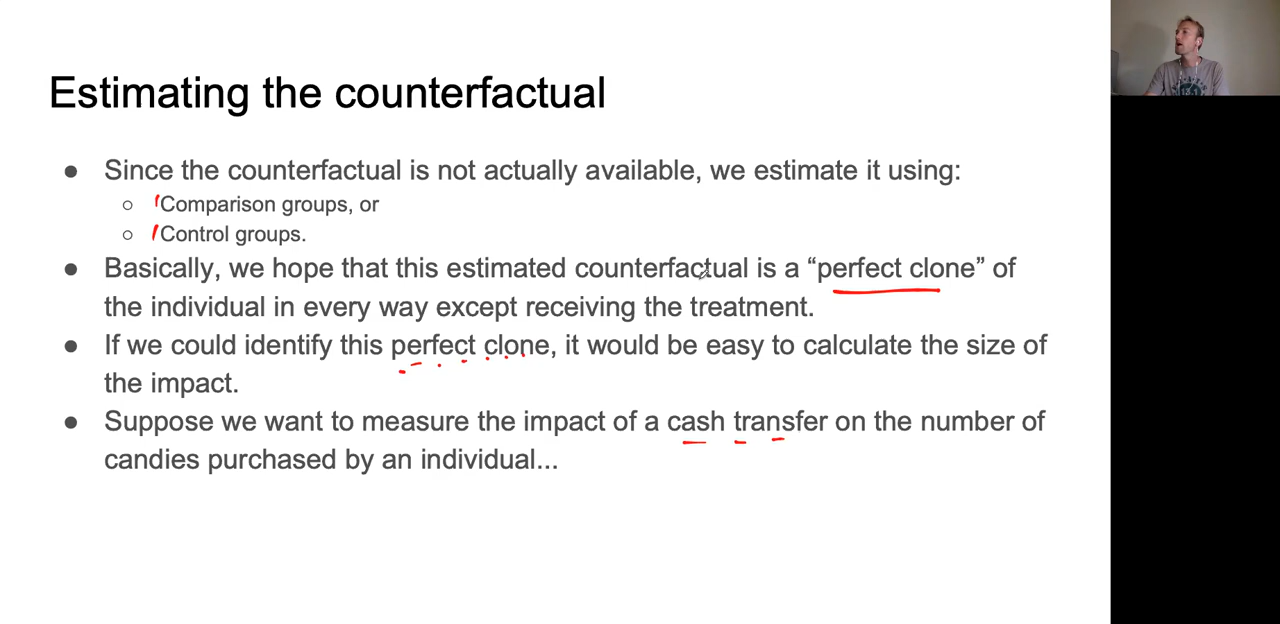 Estimating the counterfactual
● Since the counterfactual is not actually available, we estimate it using:
○ Comparison groups, or
○ Control groups.
● Basically, we hope that this estimated counterfactual is a “perfect clone” of
the individual in every way except receiving the treatment.
● If we could identify this perfect clone, it would be easy to calculate the size of
the impact.
● Suppose we want to measure the impact of a cash transfer on the number of
candies purchased by an individual...